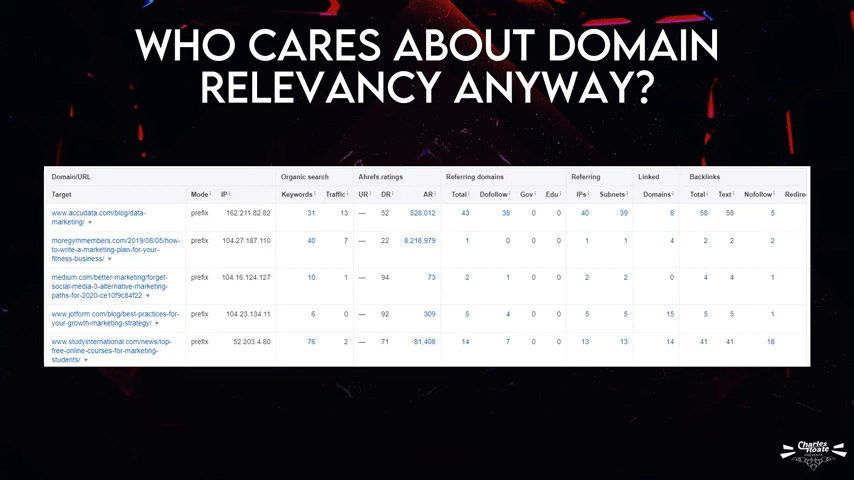 WHO CARES ABOUT DOMAIN
RELEVANCY ANYWAY?
Domain/URL Organic search Ahrefs ratings Referring domains Referring Linked Backlinks
Target Mode IP Keywords Traffic UR DR AR Total Dofollow Gov Edu IPs Subnets Domains Total Text Nofollow Redire
www.accudata.com/blog/data-
marketing/ prefix 162.211.82.82 31 13 — 52 528,012 43 38 0 0 40 39 8 58 58 5
moregymmembers.com/2019/08/05/how-
to-write-a-marketing-plan-for-your-
fitness-business/ prefix 104.27.187.110 40 7 — 22 8,218,979 1 0 0 0 1 1 4 2 2 2
medium.com/better-marketing/forget-
social-media-3-alternative-marketing-
paths-for-2020-ce10f9c84f22 prefix 104.16.124.127 10 1 — 94 73 2 1 0 0 2 2 0 4 4 1
www.jotform.com/blog/best-practices-for-
your-growth-marketing-strategy/ prefix 104.23.134.11 6 0 — 92 309 5 4 0 0 5 5 15 5 5 1
www.studyinternational.com/news/top-
free-online-courses-for-marketing-
students/ prefix 52.203.4.80 76 2 — 71 81,408 14 7 0 0 13 13 14 41 41 18
Charles
Floate
PRESENTS